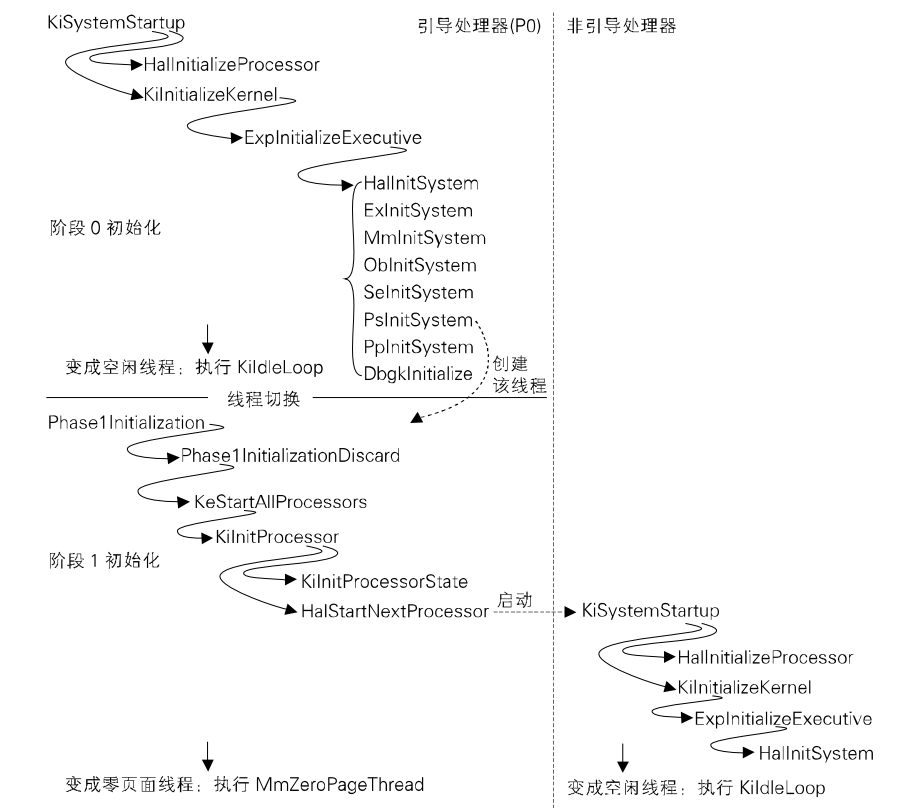 KiSystemStartup
引导处理器(P0)
非引导处理器
HalInitializeProcessor
KiInitializeKernel
ExpInitializeExecutive
HalInitSystem
ExInitSystem
阶段 0 初始化
MmInitSystem
ObInitSystem
SeInitSystem
PsInitSystem
PpInitSystem
变成空闲线程：执行 KiIdleLoop
DbgkInitialize
创建
该线程
线程切换
Phase1Initialization
Phase1InitializationDiscard
KeStartAllProcessors
KiInitProcessor
阶段 1 初始化
KiInitProcessorState
HalStartNextProcessor
启动
KiSystemStartup
HalInitializeProcessor
KiInitializeKernel
ExpInitializeExecutive
HalInitSystem
变成零页面线程：执行 MmZeroPageThread
变成空闲线程：执行 KiIdleLoop